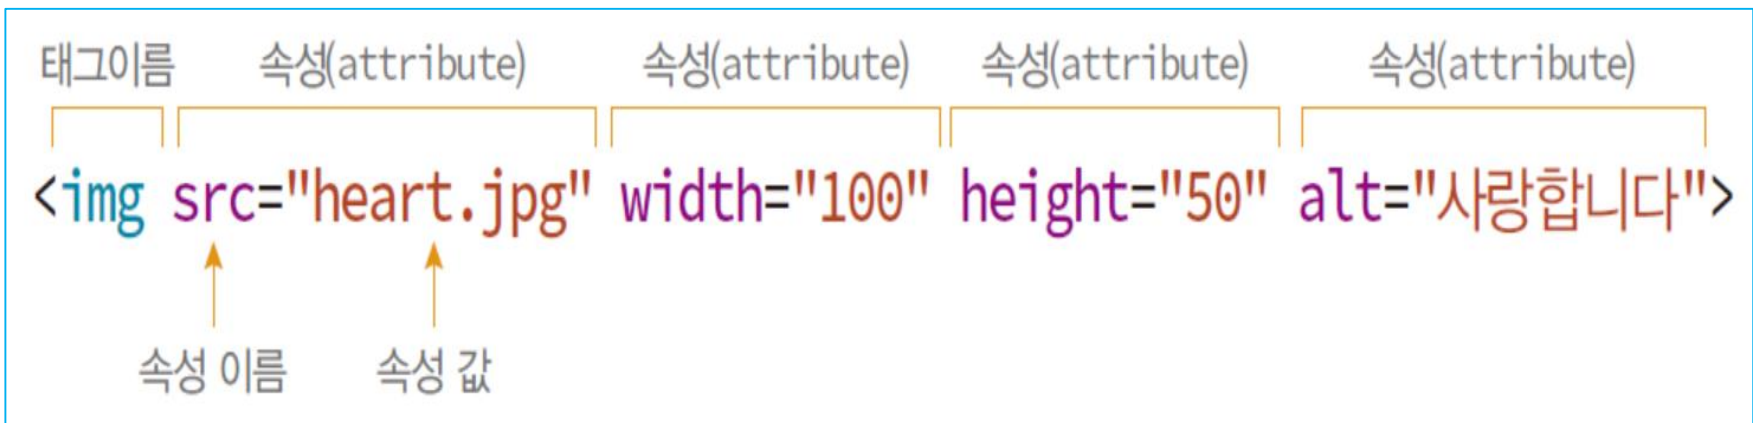 태그이름 속성(attribute) 속성(attribute) 속성(attribute) 속성(attribute)
<img src="heart.jpg" width="100" height="50" alt="사랑합니다">
속성 이름 속성 값